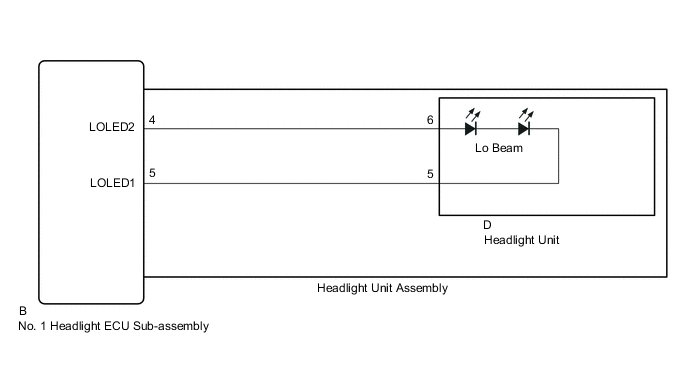 LOLED2
4
6
Lo Beam
LOLED1
5
5
D
Headlight Unit
Headlight Unit Assembly
B
No. 1 Headlight ECU Sub-assembly